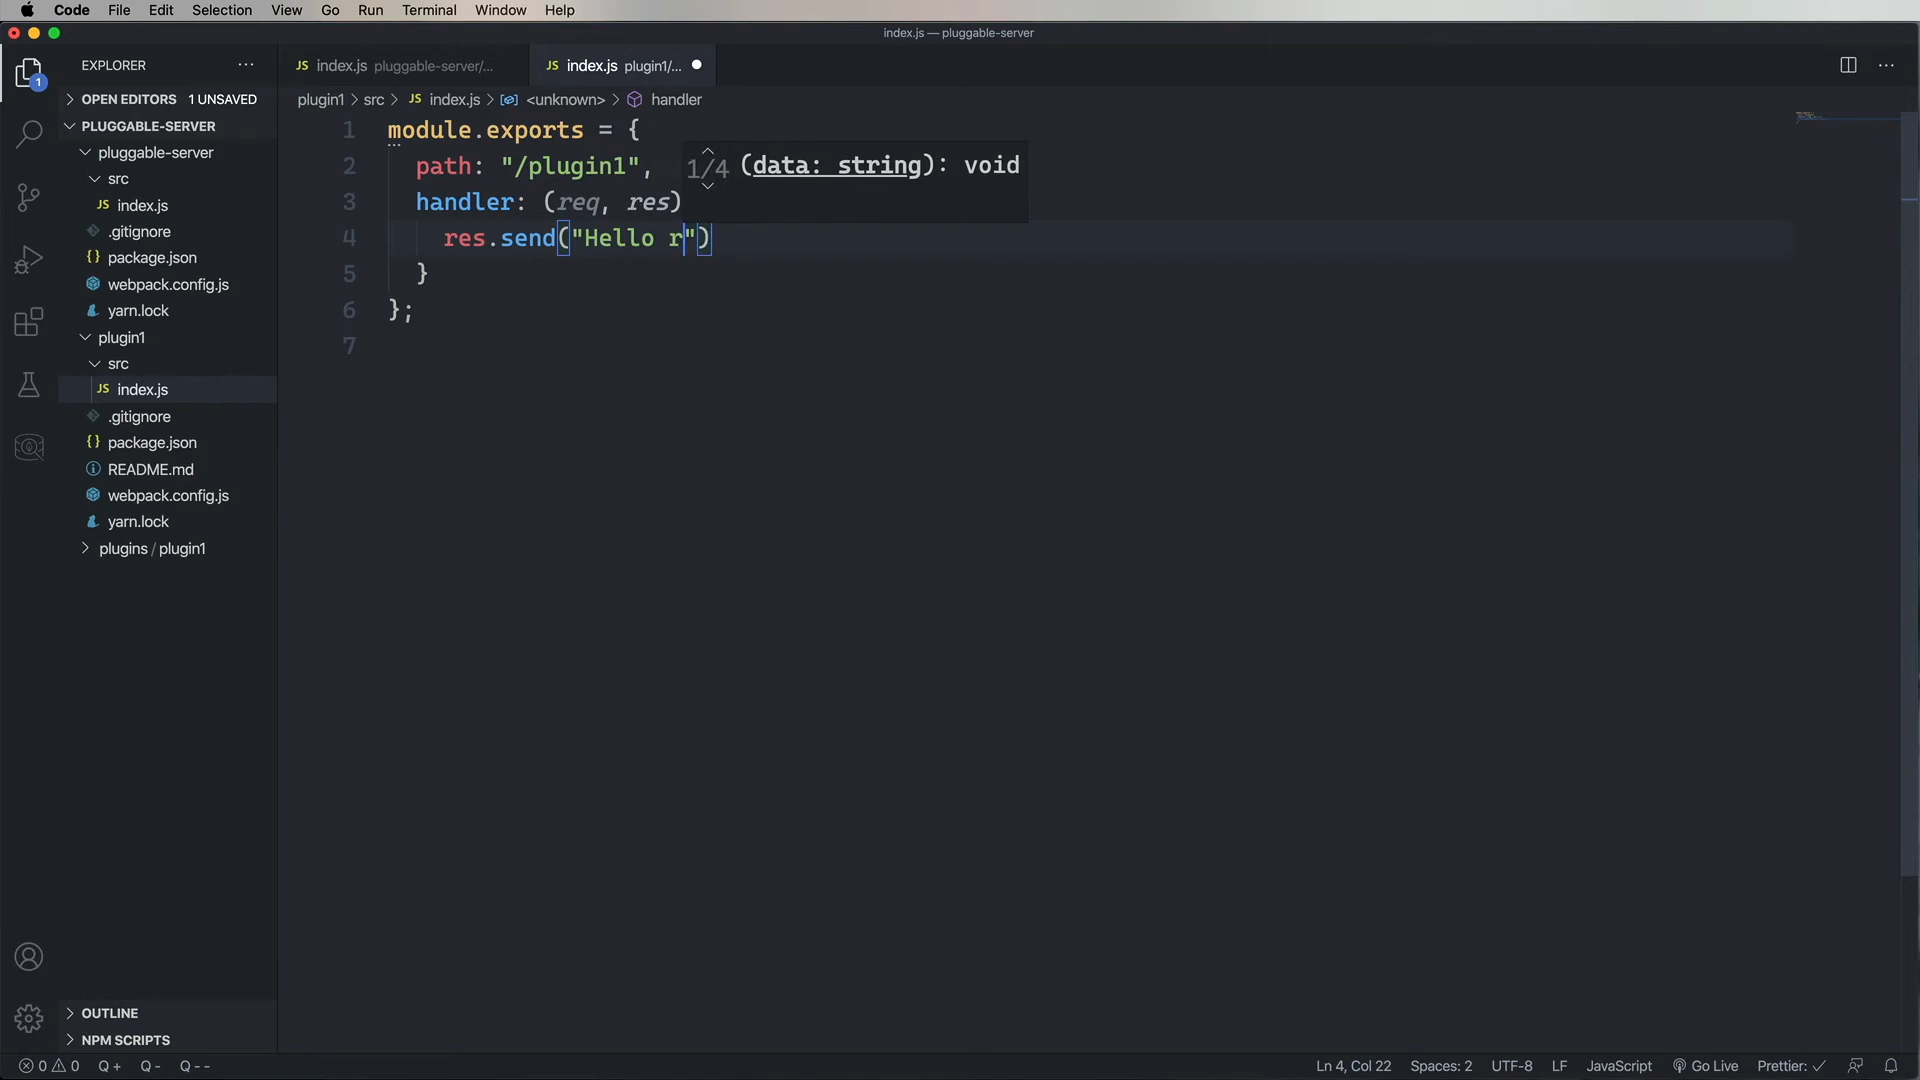 Code File Edit Selection View Go Run Terminal Window Help
index.js — pluggable-server
EXPLORER
1
OPEN EDITORS 1 UNSAVED
PLUGGABLE-SERVER
pluggable-server
src
JS index.js
.gitignore
{} package.json
webpack.config.js
yarn.lock
plugin1
src
JS index.js
.gitignore
{} package.json
README.md
webpack.config.js
yarn.lock
plugins / plugin1
OUTLINE
NPM SCRIPTS
JS index.js pluggable-server/...
JS index.js plugin1/...
plugin1 > src > JS index.js > <unknown> > handler
1 module.exports = {
2 path: "/plugin1",
3 handler: (req, res)
4 res.send("Hello r")
5 }
6 };
7
1/4 (data: string): void
0 0 Q+ Q- Q-- Ln 4, Col 22 Spaces: 2 UTF-8 LF JavaScript Go Live Prettier: ✓